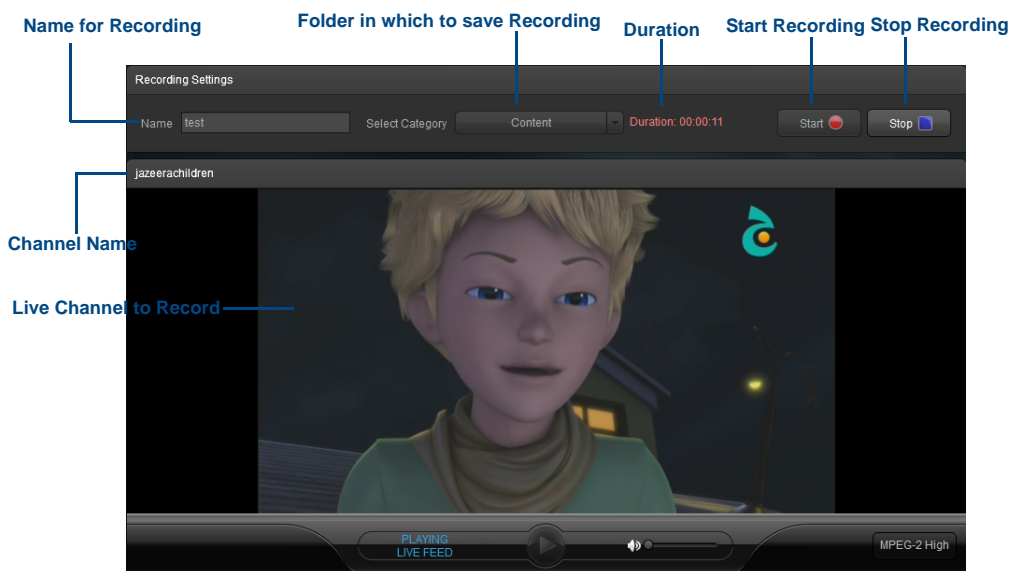 Name for Recording
Folder in which to save Recording
Duration
Start Recording
Stop Recording
Recording Settings
Name
test
Select Category
Content
Duration: 00:00:11
Start
Stop
jazeerachildren
Channel Name
ج
Live Channel to Record
PLAYING
LIVE FEED
MPEG-2 High